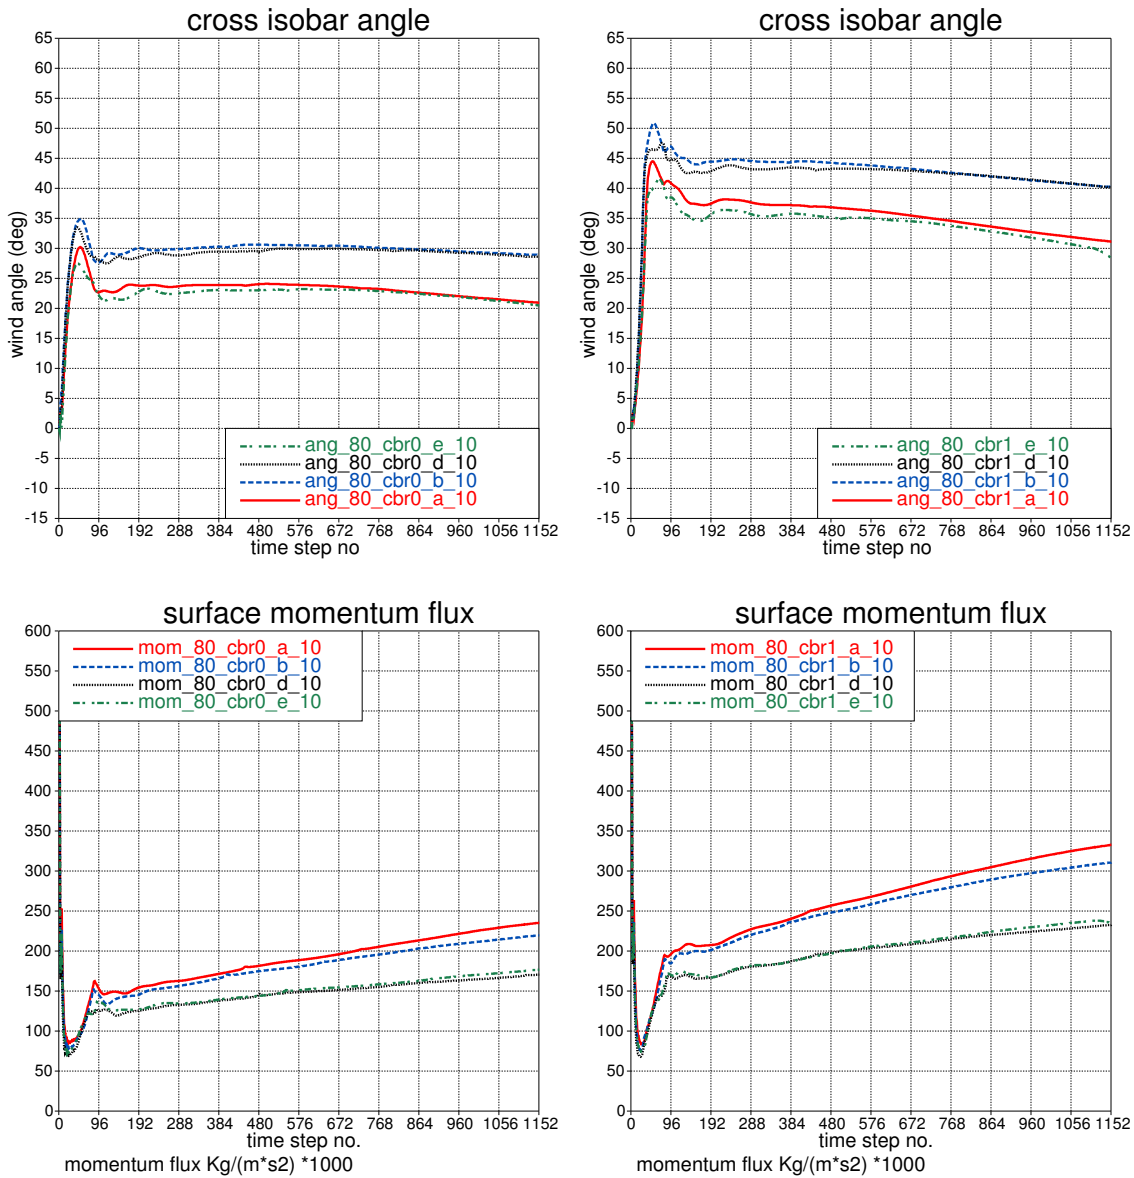 cross isobar angle
65
60
55
50
45
40
35
30
25
20
15
10
5
0
-5
-10
-15
wind angle (deg)
ang_80_cbr0_e_10
ang_80_cbr0_d_10
ang_80_cbr0_b_10
ang_80_cbr0_a_10
0 96 192 288 384 480 576 672 768 864 960 1056 1152
time step no
cross isobar angle
65
60
55
50
45
40
35
30
25
20
15
10
5
0
-5
-10
-15
wind angle (deg)
ang_80_cbr1_e_10
ang_80_cbr1_d_10
ang_80_cbr1_b_10
ang_80_cbr1_a_10
0 96 192 288 384 480 576 672 768 864 960 1056 1152
time step no
surface momentum flux
600
550
500
450
400
350
300
250
200
150
100
50
0
mom_80_cbr0_a_10
mom_80_cbr0_b_10
mom_80_cbr0_d_10
mom_80_cbr0_e_10
0 96 192 288 384 480 576 672 768 864 960 1056 1152
time step no.
momentum flux Kg/(m*s2) *1000
surface momentum flux
600
550
500
450
400
350
300
250
200
150
100
50
0
mom_80_cbr1_a_10
mom_80_cbr1_b_10
mom_80_cbr1_d_10
mom_80_cbr1_e_10
0 96 192 288 384 480 576 672 768 864 960 1056 1152
time step no.
momentum flux Kg/(m*s2) *1000